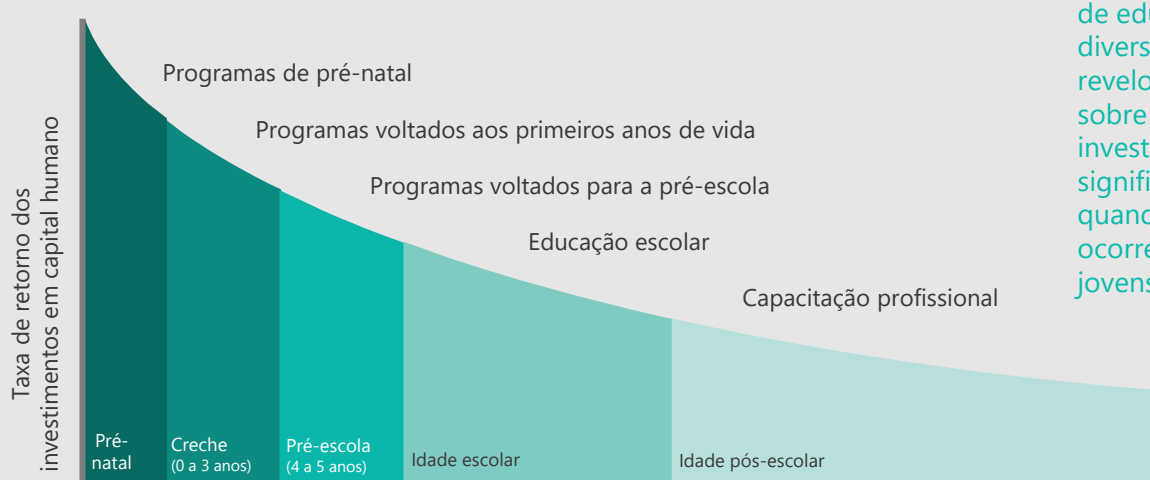 Taxa de retorno dos
investimentos em capital humano
Programas de pré-natal
Programas voltados aos primeiros anos de vida
Programas voltados para a pré-escola
Educação escolar
Capacitação profissional
Pré-
natal
Creche
(0 a 3 anos)
Pré-escola
(4 a 5 anos)
Idade escolar
Idade pós-escolar
de
sobre